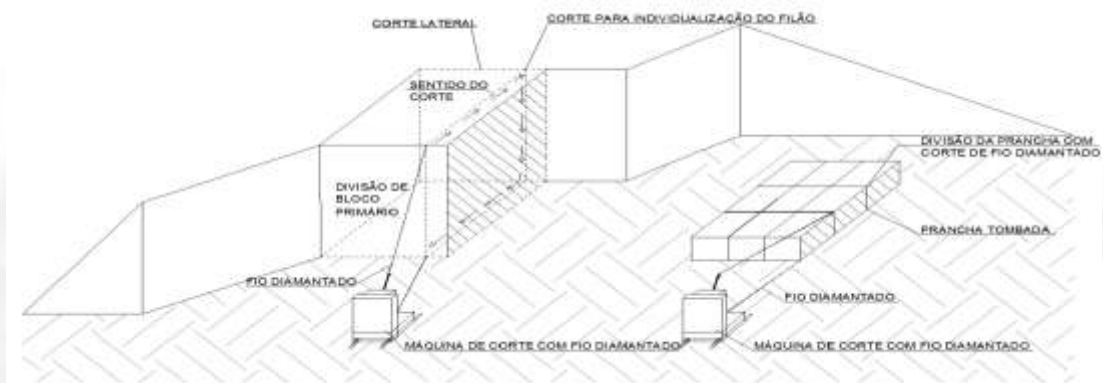 CORTE LATERAL
CORTE PARA INDIVIDUALIZAÇÃO DO FILÃO
SENTIDO DO
CORTE
DIVISÃO DA PRANCHA COM
CORTE DE FIO DIAMANTADO
DIVISÃO DE
BLOCO
PRIMÁRIO
PRANCHA TOMBADA
FIO DIAMANTADO
FIO DIAMANTADO
MÁQUINA DE CORTE COM FIO DIAMANTADO
MÁQUINA DE CORTE COM FIO DIAMANTADO